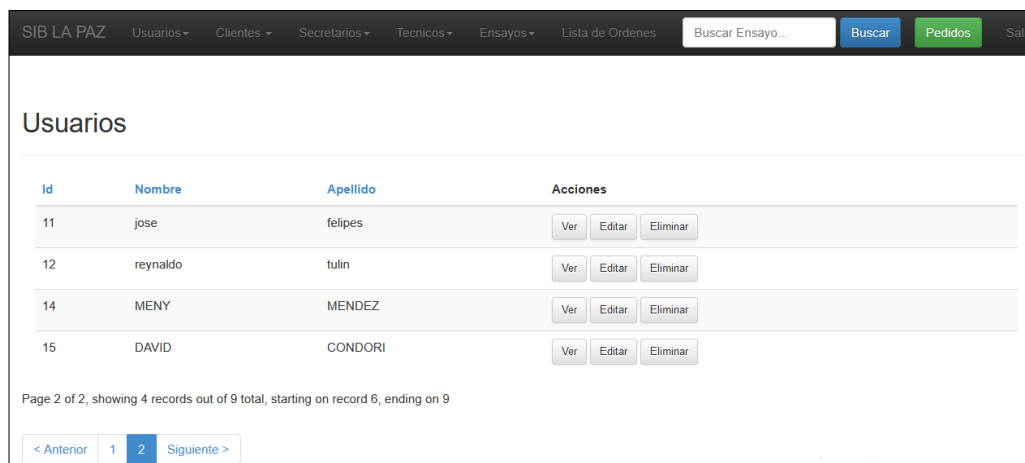 SIB LA PAZ Usuarios Clientes Secretarios Tecnicos Ensayos Lista de Ordenes Buscar Ensayo... Buscar Pedidos Sal
Usuarios
Id Nombre Apellido Acciones
11 jose felipes Ver Editar Eliminar
12 reynaldo tulin Ver Editar Eliminar
14 MENY MENDEZ Ver Editar Eliminar
15 DAVID CONDORI Ver Editar Eliminar
Page 2 of 2, showing 4 records out of 9 total, starting on record 6, ending on 9
< Anterior 1 2 Siguiente >